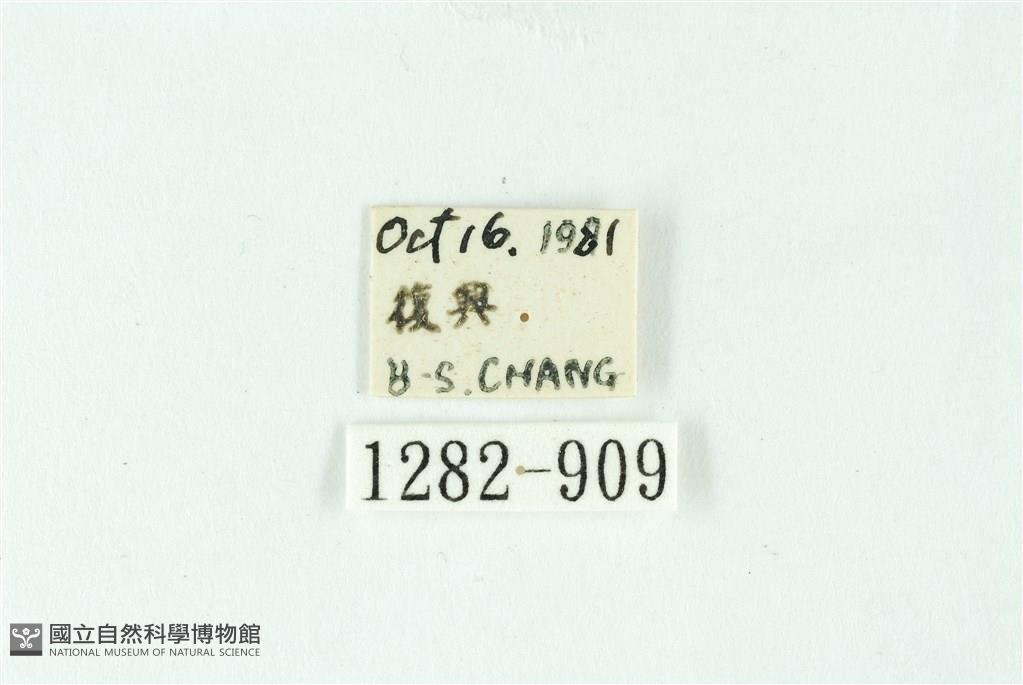 Oct 16. 1981
復興
B-S. CHANG
1282-909
國立自然科學博物館
NATIONAL MUSEUM OF NATURAL SCIENCE